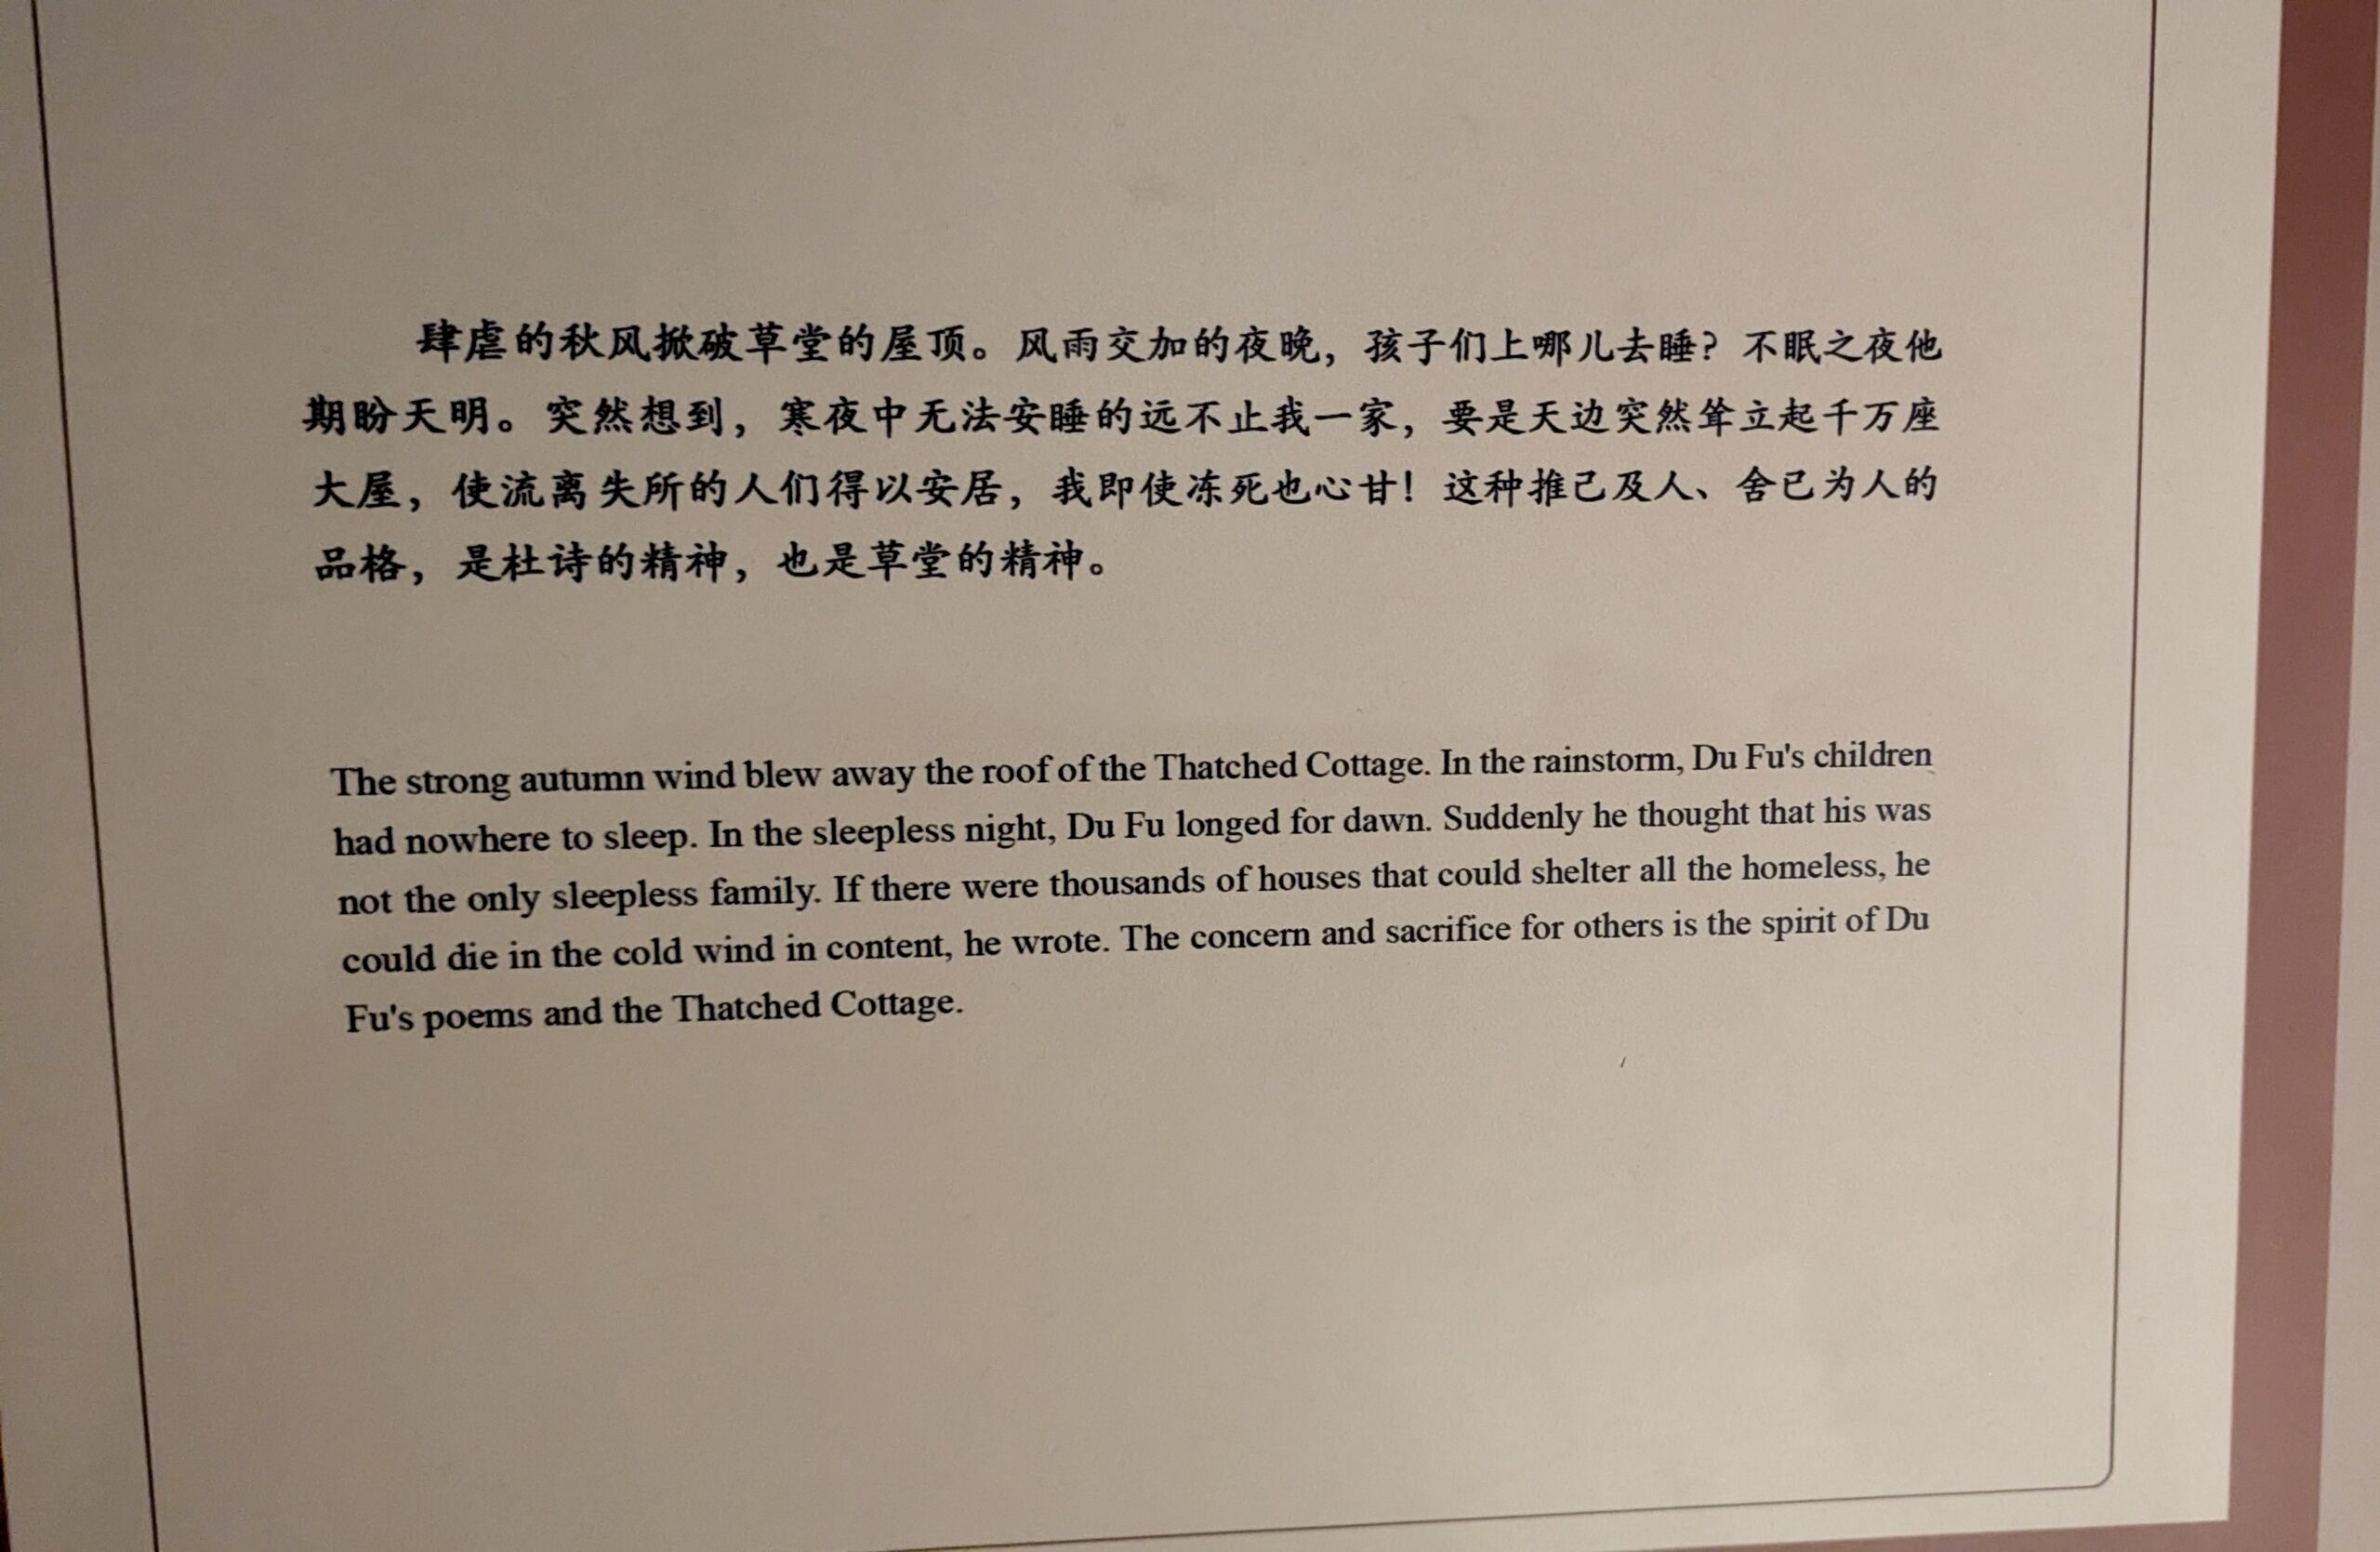 肆虐的秋风掀破草堂的屋顶。风雨交加的夜晚，孩子们上哪儿去睡？不眠之夜他
期盼天明。突然想到，寒夜中无法安睡的远不止我一家，要是天边突然耸立起千万座
大屋，使流离失所的人们得以安居，我即使冻死也心甘！这种推己及人、舍己为人的
品格，是杜诗的精神，也是草堂的精神。
The strong autumn wind blew away the roof of the Thatched Cottage. In the rainstorm, Du Fu's children
had nowhere to sleep. In the sleepless night, Du Fu longed for dawn. Suddenly he thought that his was
not the only sleepless family. If there were thousands of houses that could shelter all the homeless, he
could die in the cold wind in content, he wrote. The concern and sacrifice for others is the spirit of Du
Fu's poems and the Thatched Cottage.